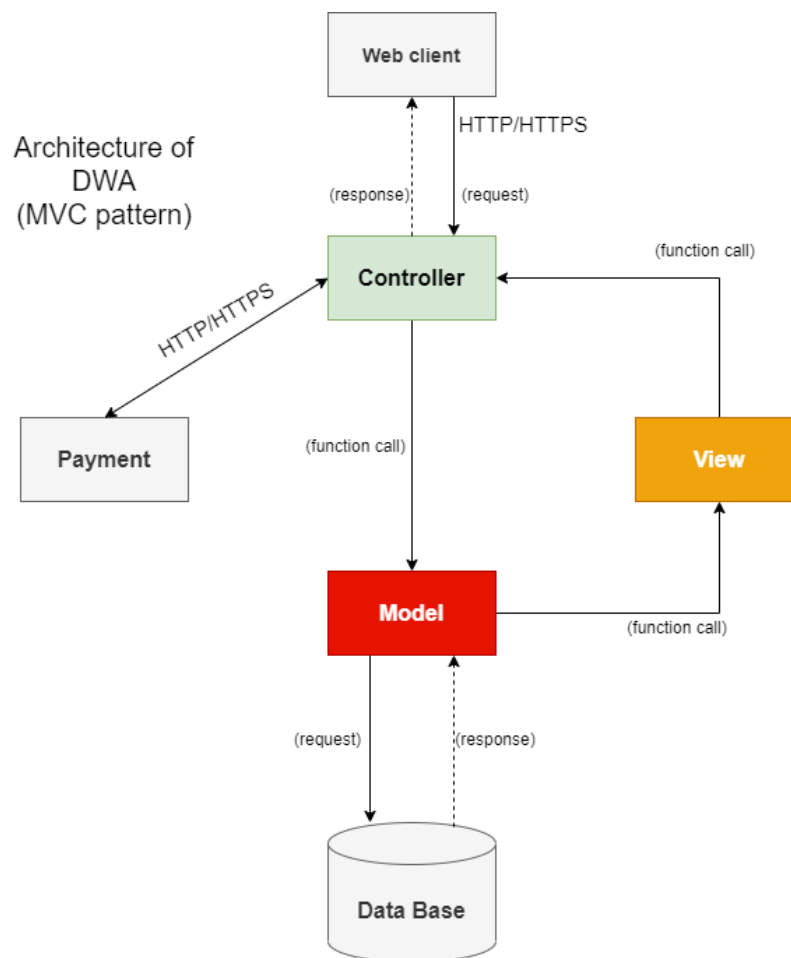 Web client
HTTP/HTTPS
Architecture of
DWA
(MVC pattern)
(response)
(request)
(function call)
Controller
HTTP/HTTPS
(function call)
Payment
View
Model
(function call)
(request)
(response)
Data Base